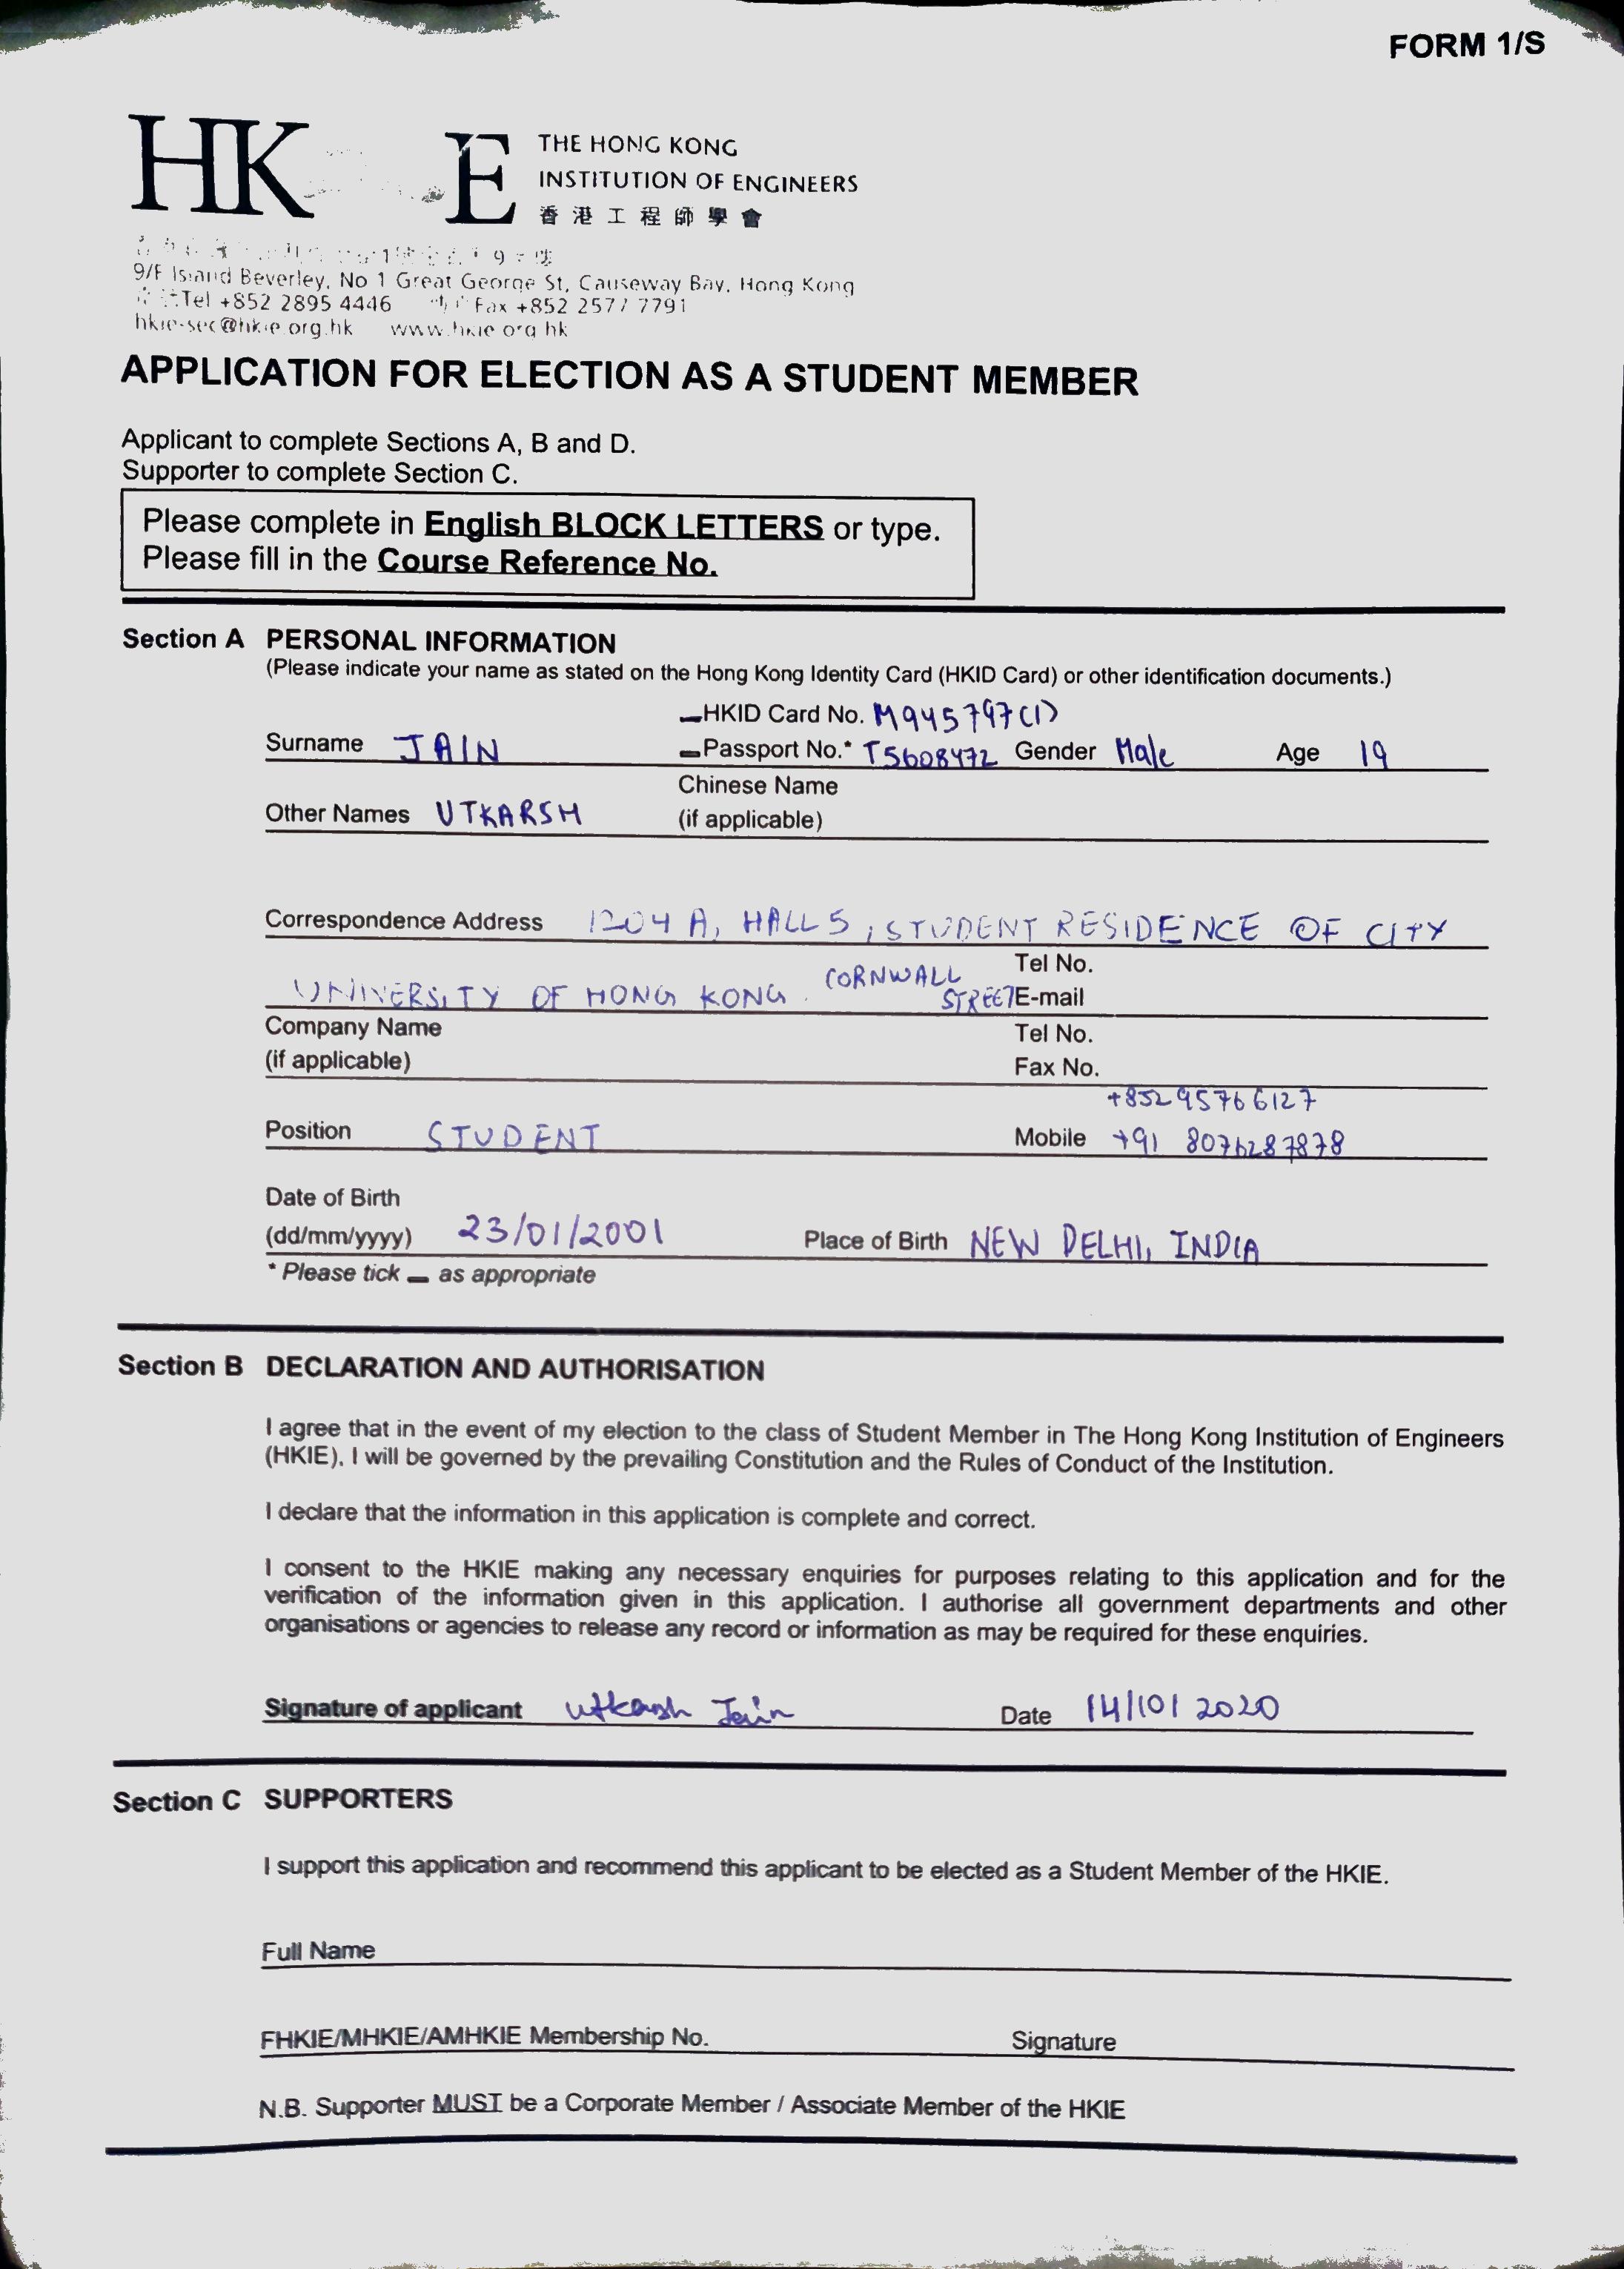 FORM 1/S
HK E
THE HONG KONG
INSTITUTION OF ENGINEERS
香港工程師學會
9/F Island Beverley, No 1 Great George St, Causeway Bay, Hong Kong
Tel +852 2895 4446 Fax +852 2577 7791
hkie-sec@hkie.org.hk www.hkie.org.hk
APPLICATION FOR ELECTION AS A STUDENT MEMBER
Applicant to complete Sections A, B and D.
Supporter to complete Section C.
Please complete in English BLOCK LETTERS or type.
Please fill in the Course Reference No.
Section A PERSONAL INFORMATION
(Please indicate your name as stated on the Hong Kong Identity Card (HKID Card) or other identification documents.)
HKID Card No. M945797(1)
Surname JAIN Passport No.* T5608472 Gender Male Age 19
Chinese Name
Other Names UTKARSH (if applicable)
Correspondence Address 1204 A, HALL 5, STUDENT RESIDENCE OF CITY
Tel No.
UNIVERSITY OF HONG KONG. CORNWALL STREET E-mail
Company Name Tel No.
(if applicable) Fax No.
+852 95766127
Position STUDENT Mobile +91 8076287878
Date of Birth
(dd/mm/yyyy) 23/01/2001 Place of Birth NEW DELHI, INDIA
* Please tick as appropriate
Section B DECLARATION AND AUTHORISATION
I agree that in the event of my election to the class of Student Member in The Hong Kong Institution of Engineers
(HKIE), I will be governed by the prevailing Constitution and the Rules of Conduct of the Institution.
I declare that the information in this application is complete and correct.
I consent to the HKIE making any necessary enquiries for purposes relating to this application and for the
verification of the information given in this application. I authorise all government departments and other
organisations or agencies to release any record or information as may be required for these enquiries.
Signature of applicant Utkarsh Jain Date 14/10/2020
Section C SUPPORTERS
I support this application and recommend this applicant to be elected as a Student Member of the HKIE.
Full Name
FHKIE/MHKIE/AMHKIE Membership No. Signature
N.B. Supporter MUST be a Corporate Member / Associate Member of the HKIE